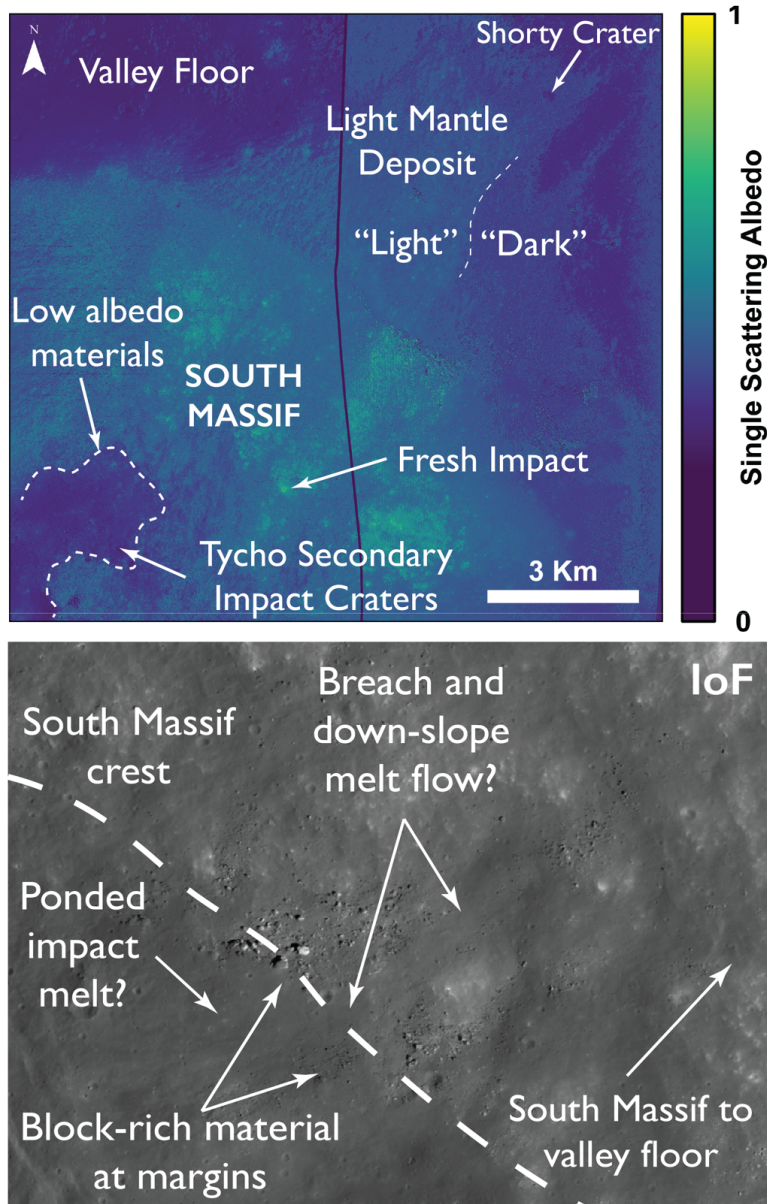 N
Valley Floor
Shorty Crater
Light Mantle
Deposit
“Light” “Dark”
Low albedo
materials
SOUTH
MASSIF
Fresh Impact
Tycho Secondary
Impact Craters
3 Km
1
Single Scattering Albedo
0
IoF
South Massif
crest
Breach and
down-slope
melt flow?
Ponded
impact
melt?
Block-rich material
at margins
South Massif to
valley floor